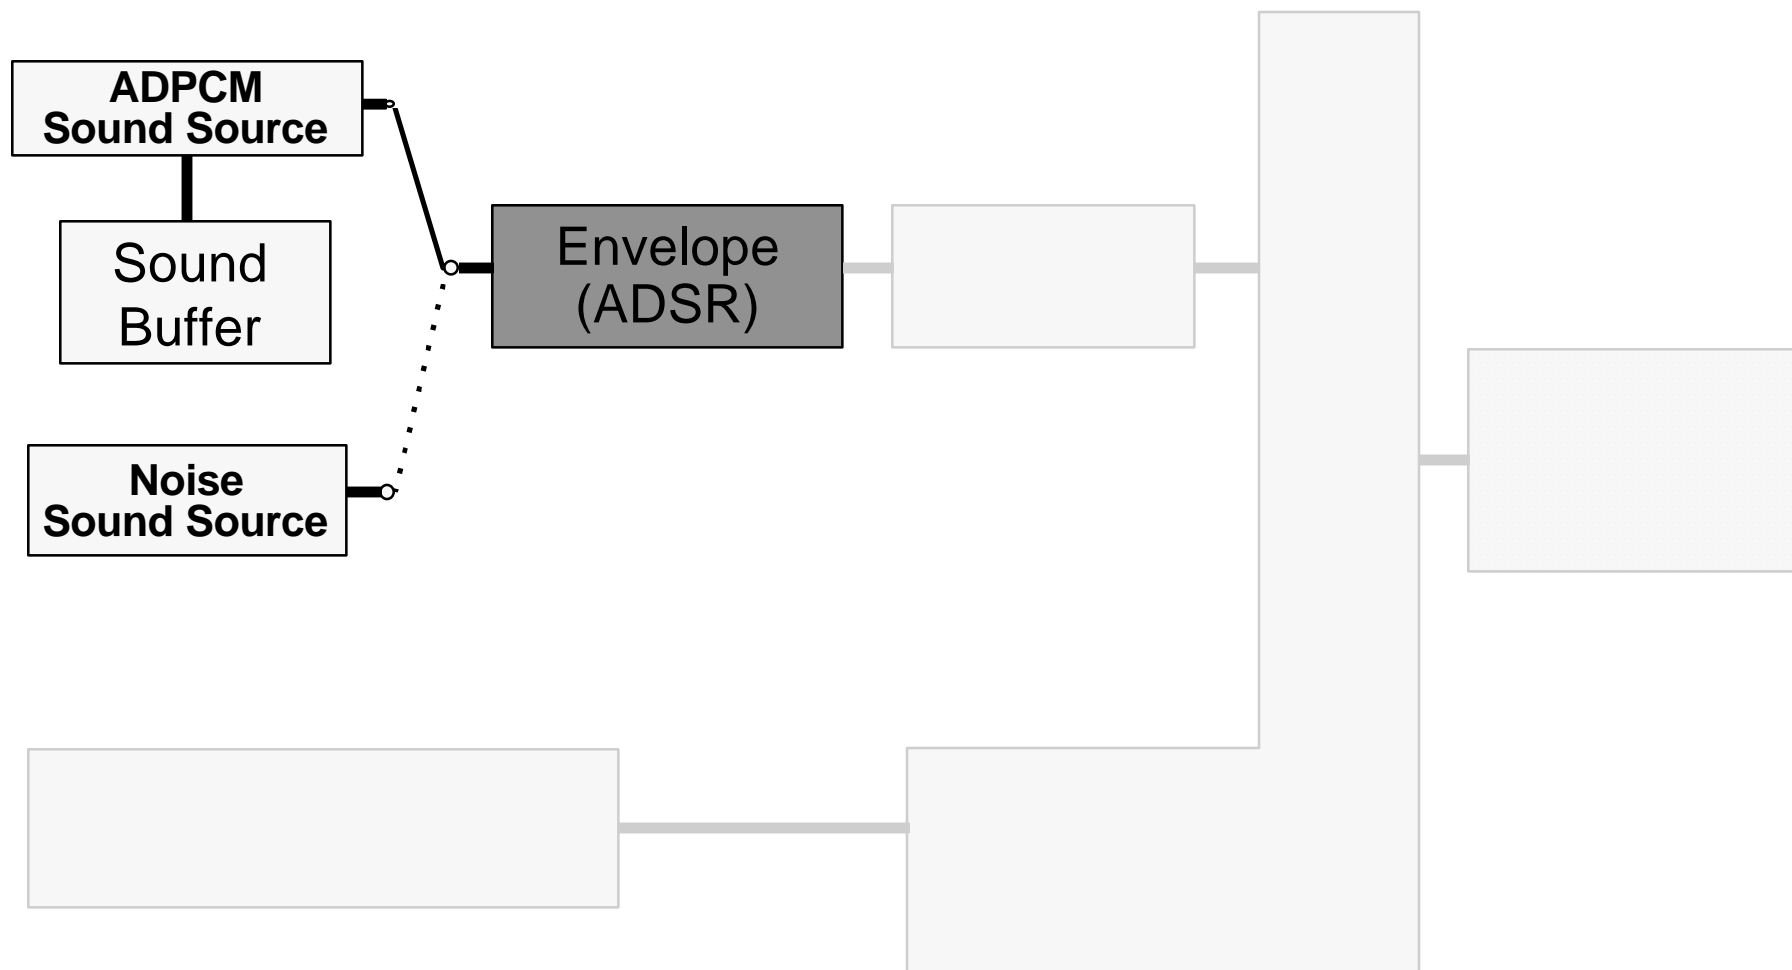 ADPCM
Sound Source
Sound
Buffer
Envelope
(ADSR)
Noise
Sound Source